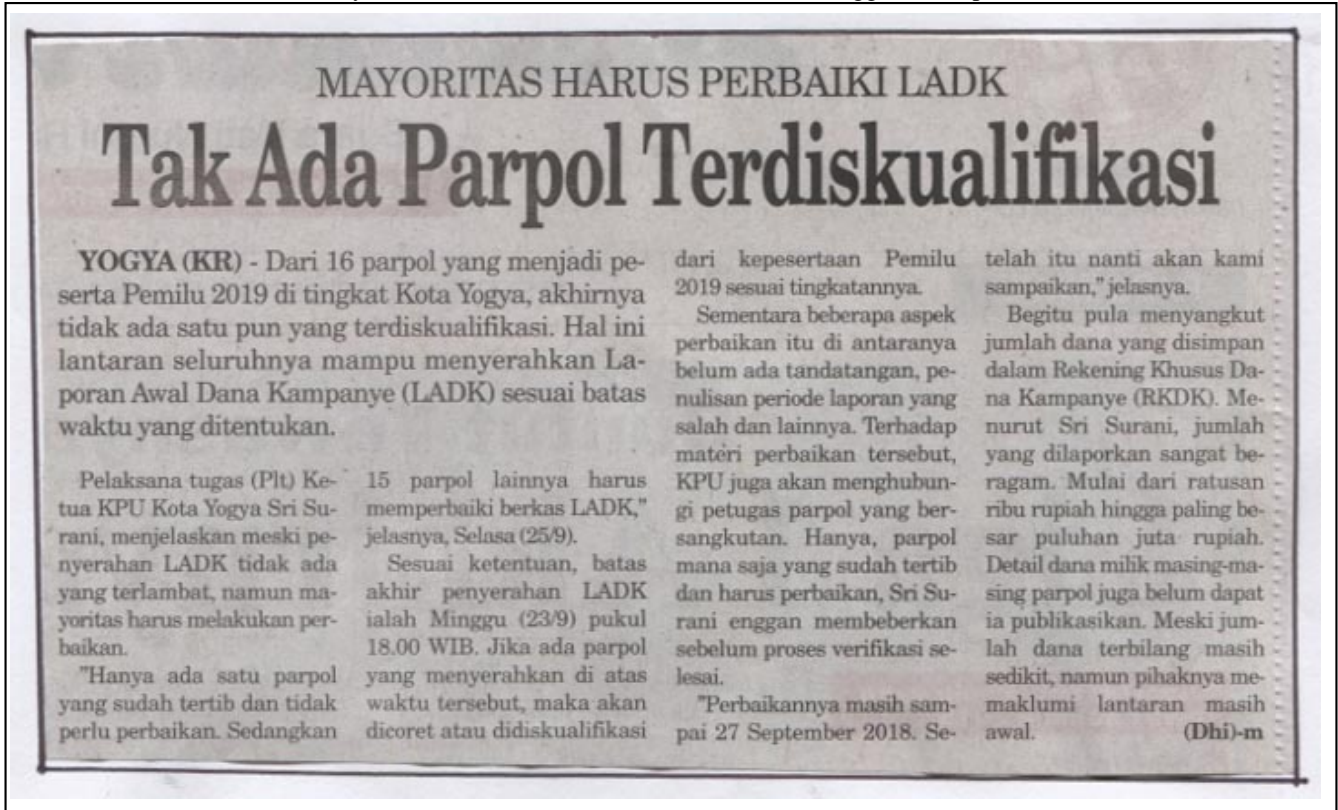 MAYORITAS HARUS PERBAIKI LADK
Tak Ada Parpol Terdiskualifikasi
YOGYA (KR) - Dari 16 parpol yang menjadi pe-
serta Pemilu 2019 di tingkat Kota Yogya, akhirnya
tidak ada satu pun yang terdiskualifikasi. Hal ini
lantaran seluruhnya mampu menyerahkan La-
poran Awal Dana Kampanye (LADK) sesuai batas
waktu yang ditentukan.
Pelaksana tugas (Plt) Ke-
tua KPU Kota Yogya Sri Su-
rani, menjelaskan meski pe-
nyerahan LADK tidak ada
yang terlambat, namun ma-
yoritas harus melakukan per-
baikan.
"Hanya ada satu parpol
yang sudah tertib dan tidak
perlu perbaikan. Sedangkan
15 parpol lainnya harus
memperbaiki berkas LADK,"
jelasnya, Selasa (25/9).
Sesuai ketentuan, batas
akhir penyerahan LADK
ialah Minggu (23/9) pukul
18.00 WIB. Jika ada parpol
yang menyerahkan di atas
waktu tersebut, maka akan
dicoret atau didiskualifikasi
dari kepesertaan Pemilu
2019 sesuai tingkatannya.
Sementara beberapa aspek
perbaikan itu di antaranya
belum ada tandatangan, pe-
nulisan periode laporan yang
salah dan lainnya. Terhadap
materi perbaikan tersebut,
KPU juga akan menghubun-
gi petugas parpol yang ber-
sangkutan. Hanya, parpol
mana saja yang sudah tertib
dan harus perbaikan, Sri Su-
rani enggan membeberkan
sebelum proses verifikasi se-
lesai.
"Perbaikannya masih sam-
pai 27 September 2018. Se-
telah itu nanti akan kami
sampaikan," jelasnya.
Begitu pula menyangkut
jumlah dana yang disimpan
dalam Rekening Khusus Da-
na Kampanye (RKDK). Me-
nurut Sri Surani, jumlah
yang dilaporkan sangat be-
ragam. Mulai dari ratusan
ribu rupiah hingga paling be-
sar puluhan juta rupiah.
Detail dana milik masing-ma-
sing parpol juga belum dapat
ia publikasikan. Meski jum-
lah dana terbilang masih
sedikit, namun pihaknya me-
maklumi lantaran masih
awal. (Dhi)-m